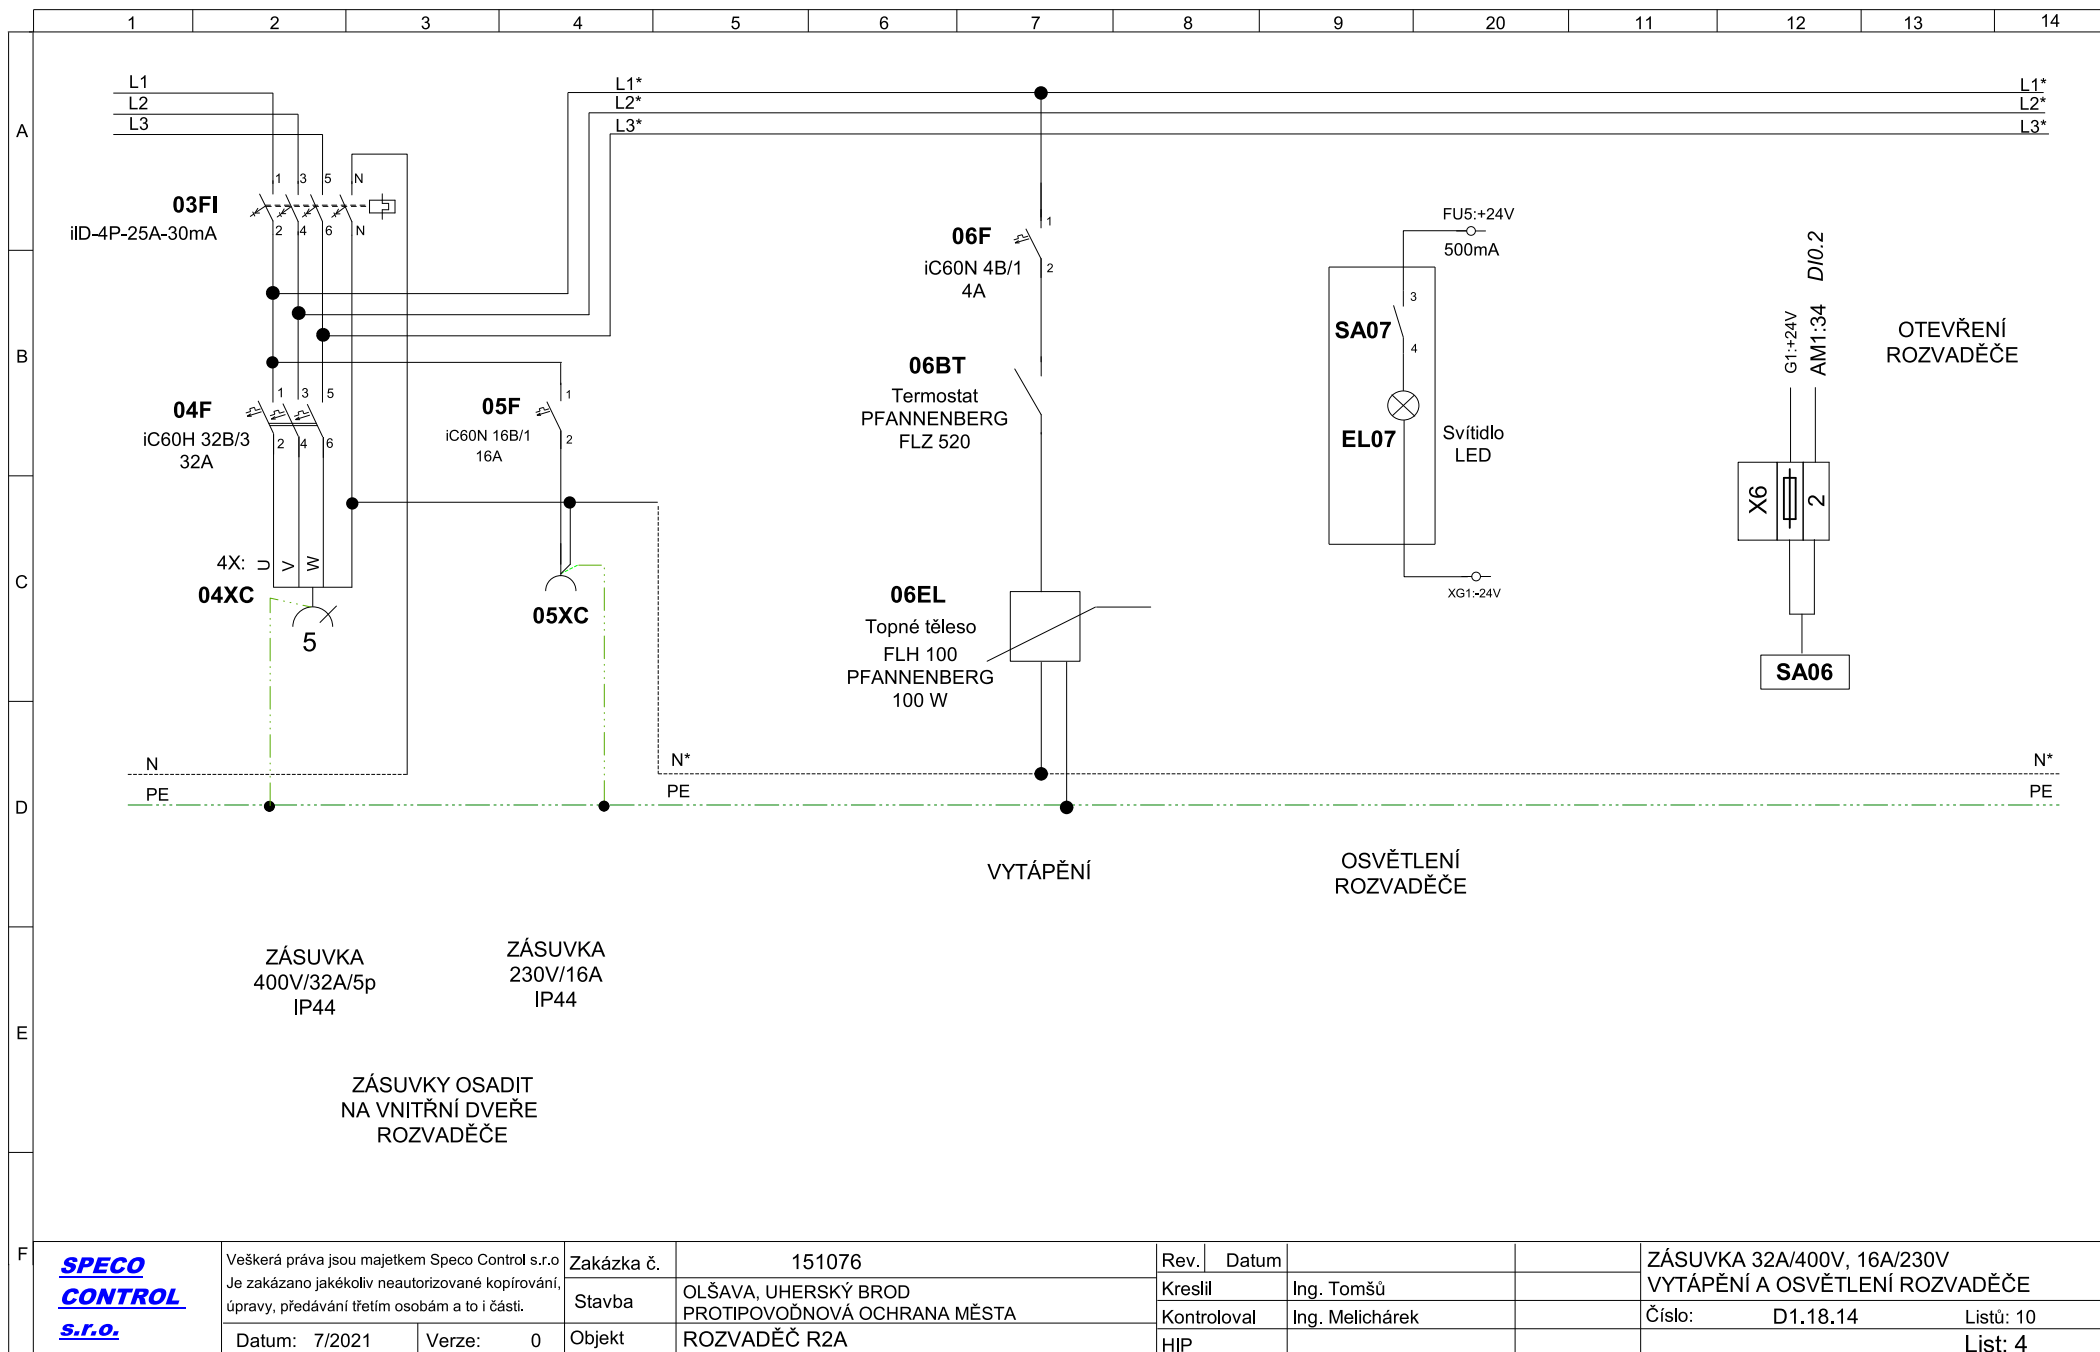 1 2 3 4 5 6 7 8 9 20 11 12 13 14
A
B
C
D
E
F
L1
L2
L3
L1*
L2*
L3*
L1*
L2*
L3*
1 3 5 N
03FI
iID-4P-25A-30mA
2 4 6 N
1 3 5
04F
iC60H 32B/3
32A
2 4 6
1
05F
iC60N 16B/1
16A
2
4X: U V W
04XC
5
05XC
1
06F
iC60N 4B/1
4A
2
06BT
Termostat
PFANNENBERG
FLZ 520
06EL
Topné těleso
FLH 100
PFANNENBERG
100 W
FU5:+24V
500mA
3
SA07
4
EL07
Svítidlo
LED
XG1:-24V
G1:+24V
AM1:34 DI0.2
X6
2
SA06
OTEVŘENÍ
ROZVADĚČE
N
PE
N*
PE
N*
PE
VYTÁPĚNÍ
OSVĚTLENÍ
ROZVADĚČE
ZÁSUVKA
400V/32A/5p
IP44
ZÁSUVKA
230V/16A
IP44
ZÁSUVKY OSADIT
NA VNITŘNÍ DVEŘE
ROZVADĚČE
SPECO
CONTROL
s.r.o.
Veškerá práva jsou majetkem Speco Control s.r.o
Je zakázáno jakékoliv neautorizované kopírování,
úpravy, předávání třetím osobám a to i části.
Datum: 7/2021 Verze: 0
Zakázka č. 151076
Stavba
OLŠAVA, UHERSKÝ BROD
PROTIPOVODŇOVÁ OCHRANA MĚSTA
Objekt ROZVADĚČ R2A
Rev. Datum
Kreslil Ing. Tomšů
Kontroloval Ing. Melichárek
HIP
ZÁSUVKA 32A/400V, 16A/230V
VYTÁPĚNÍ A OSVĚTLENÍ ROZVADĚČE
Číslo: D1.18.14 Listů: 10
List: 4